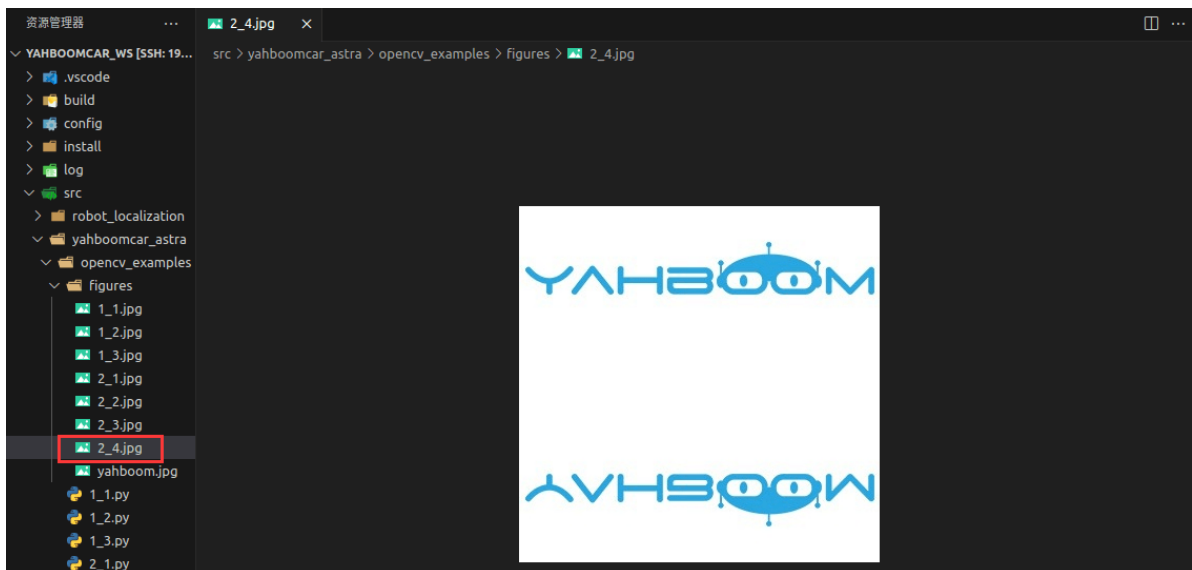 资源管理器 ...
YAHBOOMCAR_WS [SSH: 19...
.vscode
build
config
install
log
src
robot_localization
yahboomcar_astra
opencv_examples
figures
1_1.jpg
1_2.jpg
1_3.jpg
2_1.jpg
2_2.jpg
2_3.jpg
2_4.jpg
yahboom.jpg
1_1.py
1_2.py
1_3.py
2_1.py
2_4.jpg ×
src > yahboomcar_astra > opencv_examples > figures > 2_4.jpg
YAHBOOM
YAHBOOM